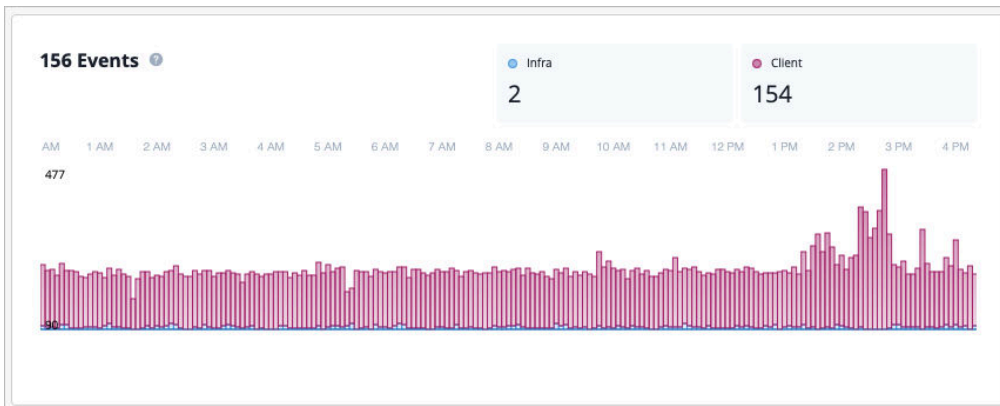 156 Events ?
Infra
2
Client
154
AM 1 AM 2 AM 3 AM 4 AM 5 AM 6 AM 7 AM 8 AM 9 AM 10 AM 11 AM 12 PM 1 PM 2 PM 3 PM 4 PM
477
90